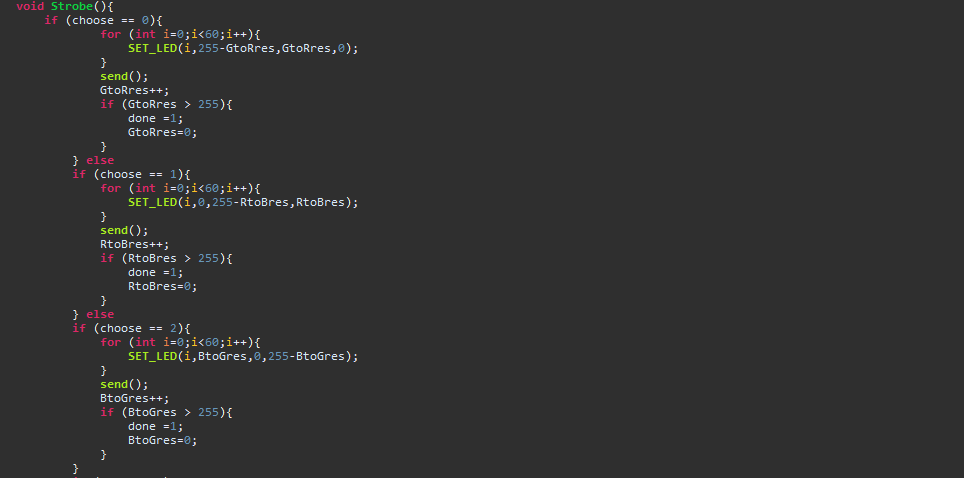 void Strobe(){
    if (choose == 0){
            for (int i=0;i<60;i++){
                SET_LED(i,255-GtoRres,GtoRres,0);
            }
            send();
            GtoRres++;
            if (GtoRres > 255){
                done =1;
                GtoRres=0;
            }
        } else
        if (choose == 1){
            for (int i=0;i<60;i++){
                SET_LED(i,0,255-RtoBres,RtoBres);
            }
            send();
            RtoBres++;
            if (RtoBres > 255){
                done =1;
                RtoBres=0;
            }
        } else
        if (choose == 2){
            for (int i=0;i<60;i++){
                SET_LED(i,BtoGres,0,255-BtoGres);
            }
            send();
            BtoGres++;
            if (BtoGres > 255){
                done =1;
                BtoGres=0;
            }
        }